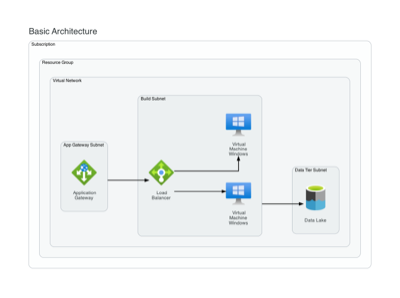 Basic Architecture
Subscription
Resource Group
Virtual Network
Build Subnet
Virtual
Machine
Windows
App Gateway Subnet
Application
Gateway
Load
Balancer
Virtual
Machine
Windows
Data Tier Subnet
Data Lake